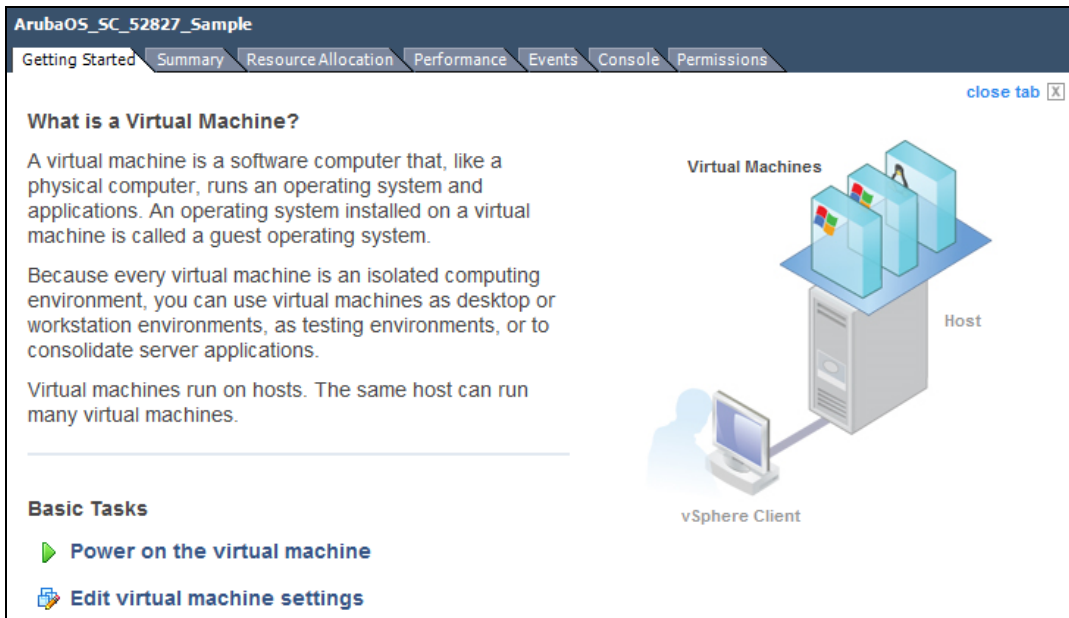 ArubaOS_SC_52827_Sample
Getting Started Summary Resource Allocation Performance Events Console Permissions
close tab X
What is a Virtual Machine?
A virtual machine is a software computer that, like a
physical computer, runs an operating system and
applications. An operating system installed on a virtual
machine is called a guest operating system.
Because every virtual machine is an isolated computing
environment, you can use virtual machines as desktop or
workstation environments, as testing environments, or to
consolidate server applications.
Virtual machines run on hosts. The same host can run
many virtual machines.
Virtual Machines
Host
vSphere Client
Basic Tasks
Power on the virtual machine
Edit virtual machine settings